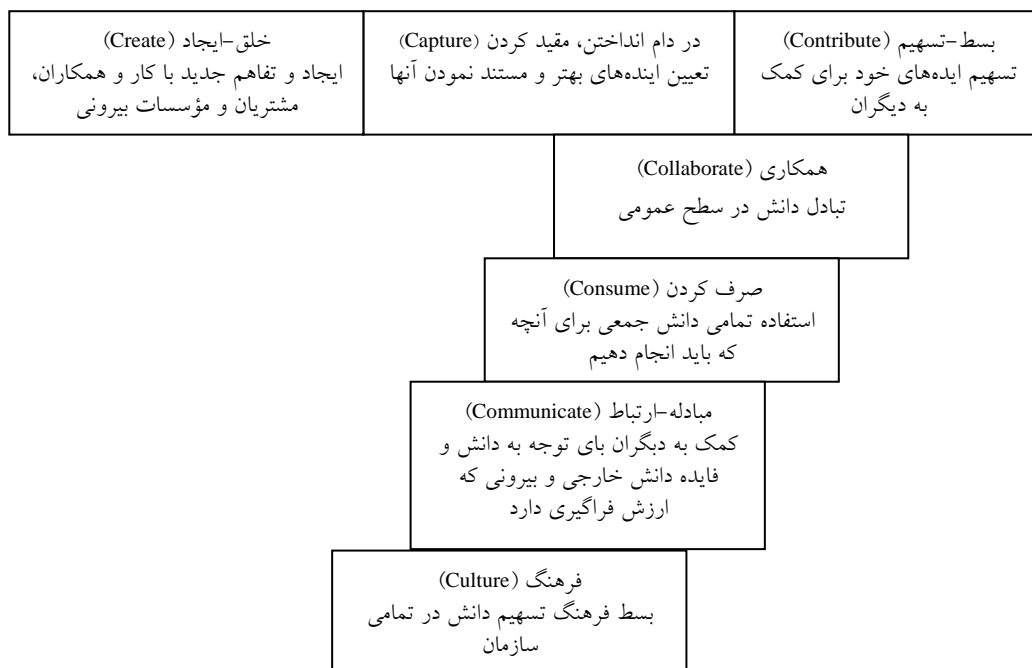 بسط-تسهیم (Contribute)
تسهیم ایده‌های خود برای کمک
به دیگران
در دام انداختن، مقید کردن (Capture)
تعیین اینده‌های بهتر و مستند نمودن آنها
خلق-ایجاد (Create)
ایجاد و تفاهم جدید با کار و همکاران،
مشتریان و مؤسسات بیرونی
همکاری (Collaborate)
تبادل دانش در سطح عمومی
صرف کردن (Consume)
استفاده تمامی دانش جمعی برای آنچه
که باید انجام دهیم
مبادله-ارتباط (Communicate)
کمک به دبگران بای توجه به دانش و
فایده دانش خارجی و بیرونی که
ارزش فراگیری دارد
فرهنگ (Culture)
بسط فرهنگ تسهیم دانش در تمامی
سازمان